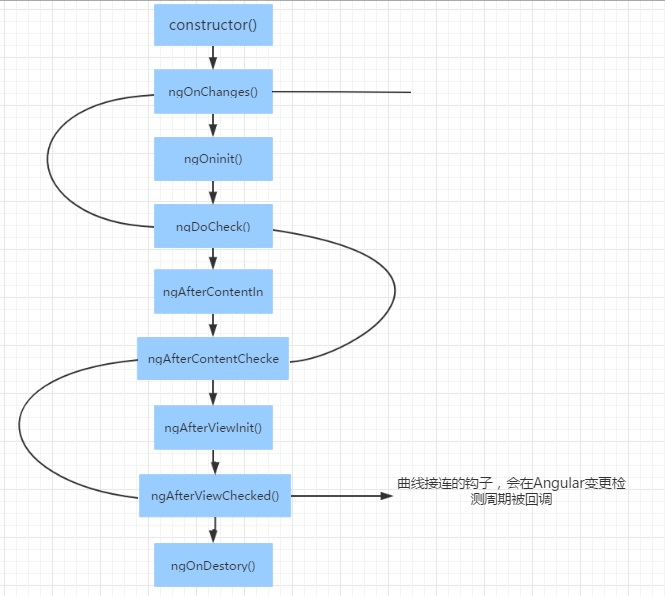 constructor()
ngOnChanges()
ngOninit()
ngDoCheck()
ngAfterContentIn
ngAfterContentChecke
ngAfterViewInit()
ngAfterViewChecked()
曲线接连的钩子，会在Angular变更检
测周期被回调
ngOnDestory()